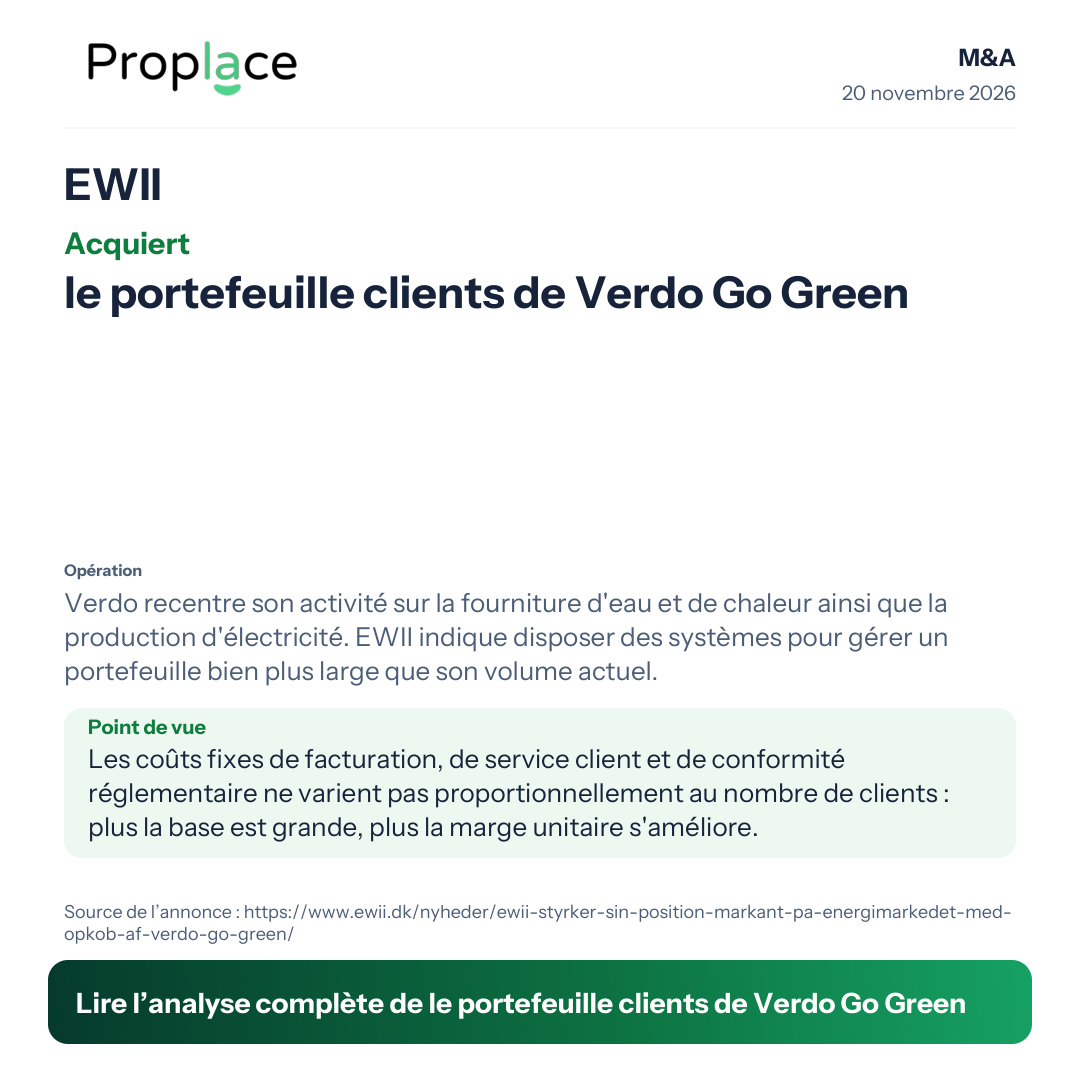 Proplace
M&A
20 novembre 2026
EWII
Acquiert
le portefeuille clients de Verdo Go Green
Opération
Verdo recentre son activité sur la fourniture d'eau et de chaleur ainsi que la
production d'électricité. EWII indique disposer des systèmes pour gérer un
portefeuille bien plus large que son volume actuel.
Point de vue
Les coûts fixes de facturation, de service client et de conformité
réglementaire ne varient pas proportionnellement au nombre de clients :
plus la base est grande, plus la marge unitaire s'améliore.
Source de l’annonce : https://www.ewii.dk/nyheder/ewii-styrker-sin-position-markant-pa-energimarkedet-med-
opkob-af-verdo-go-green/
Lire l’analyse complète de le portefeuille clients de Verdo Go Green